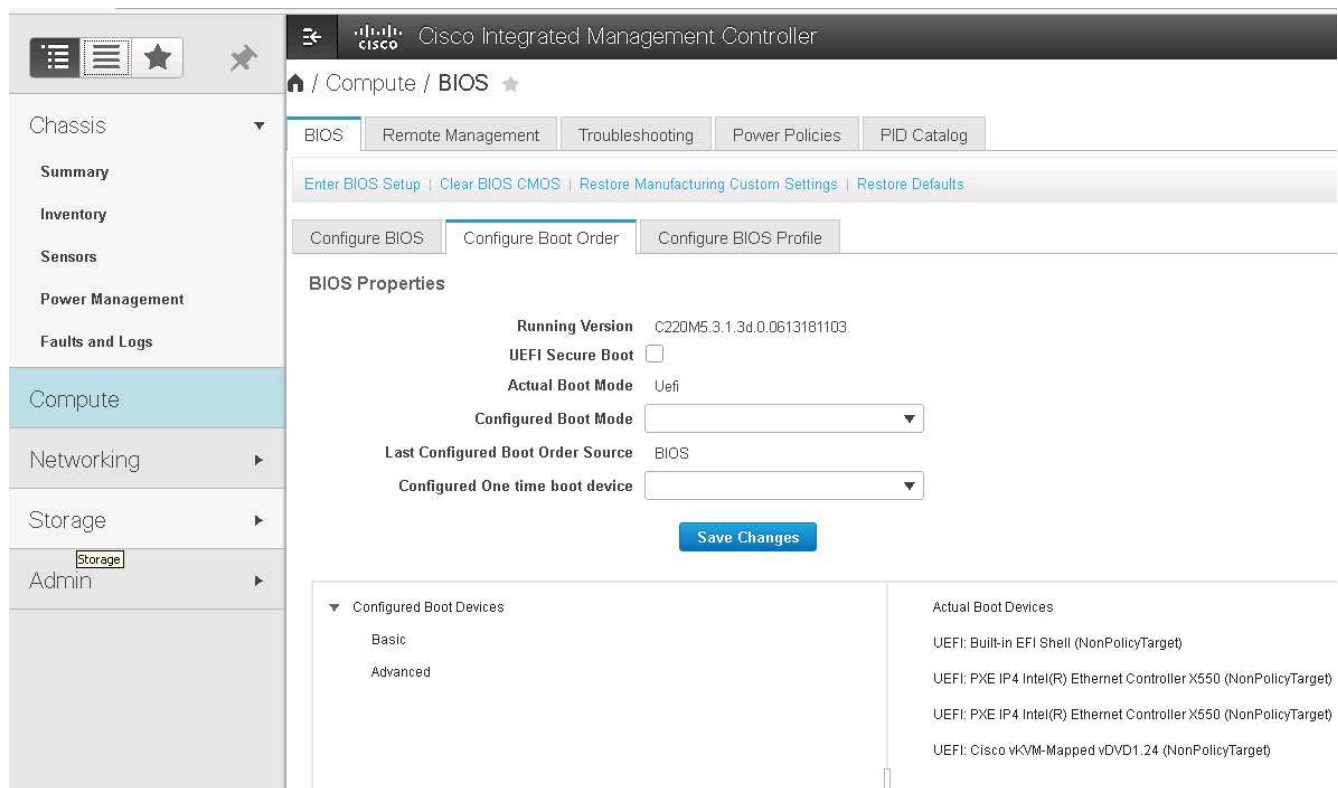 Cisco Integrated Management Controller
/ Compute / BIOS
Chassis
Summary
Inventory
Sensors
Power Management
Faults and Logs
Compute
Networking
Storage
Storage
Admin
BIOS
Remote Management
Troubleshooting
Power Policies
PID Catalog
Enter BIOS Setup | Clear BIOS CMOS | Restore Manufacturing Custom Settings | Restore Defaults
Configure BIOS
Configure Boot Order
Configure BIOS Profile
BIOS Properties
Running Version C220M5.3.1.3d.0.0613181103
UEFI Secure Boot
Actual Boot Mode Uefi
Configured Boot Mode
Last Configured Boot Order Source BIOS
Configured One time boot device
Save Changes
Configured Boot Devices
Basic
Advanced
Actual Boot Devices
UEFI: Built-in EFI Shell (NonPolicyTarget)
UEFI: PXE IP4 Intel(R) Ethernet Controller X550 (NonPolicyTarget)
UEFI: PXE IP4 Intel(R) Ethernet Controller X550 (NonPolicyTarget)
UEFI: Cisco vKVM-Mapped vDVD1.24 (NonPolicyTarget)